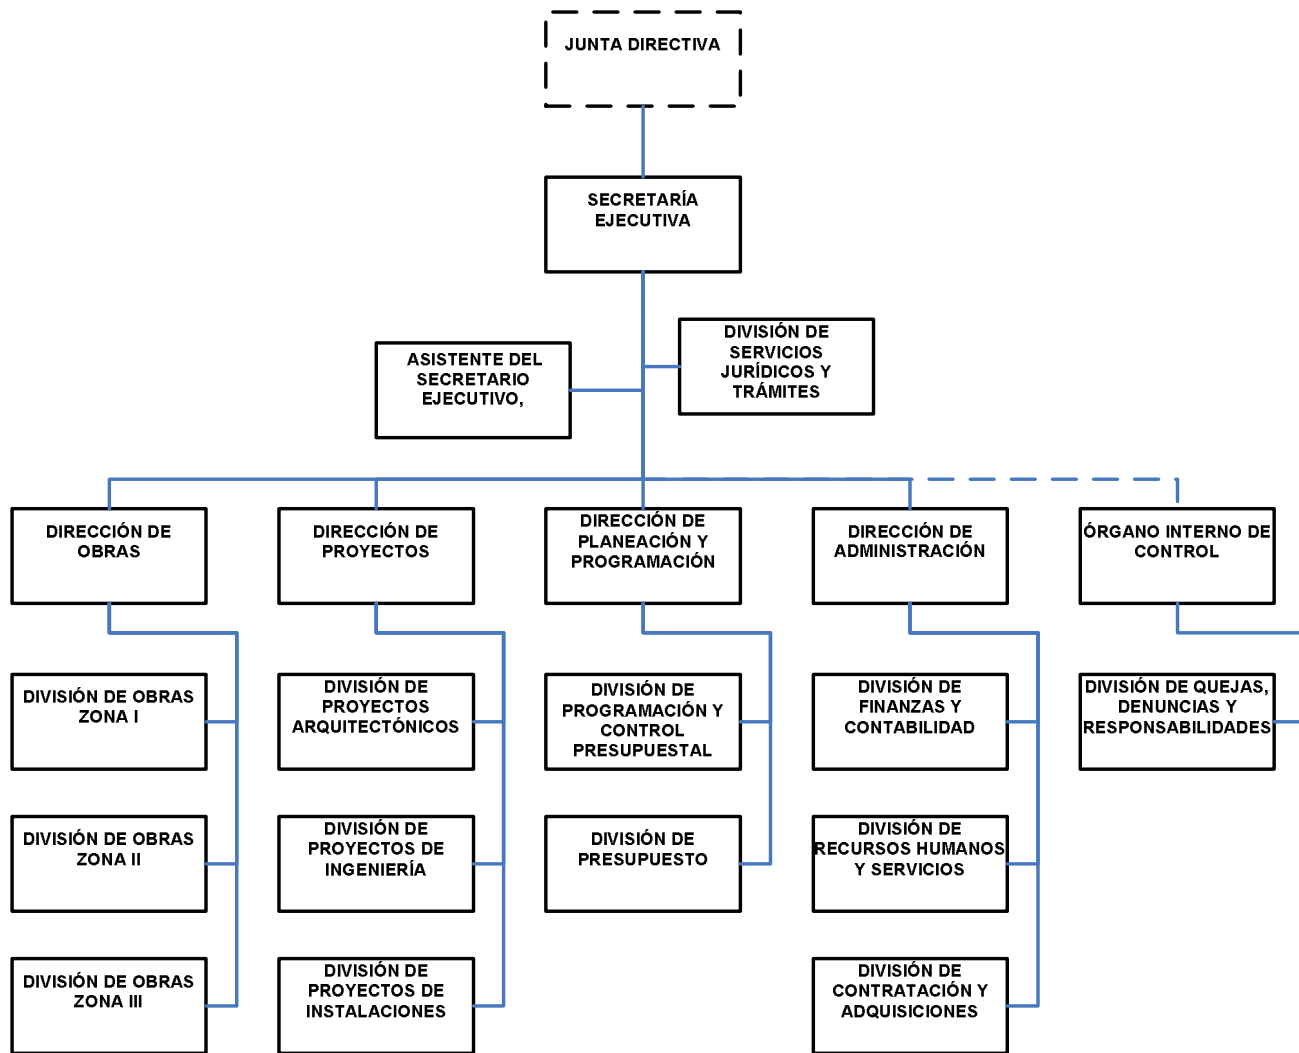 JUNTA DIRECTIVA
SECRETARÍA
EJECUTIVA
ASISTENTE DEL
SECRETARIO
EJECUTIVO,
DIVISIÓN DE
SERVICIOS
JURÍDICOS Y
TRÁMITES
DIRECCIÓN DE
OBRAS
DIRECCIÓN DE
PROYECTOS
DIRECCIÓN DE
PLANEACIÓN Y
PROGRAMACIÓN
DIRECCIÓN DE
ADMINISTRACIÓN
ÓRGANO INTERNO DE
CONTROL
DIVISIÓN DE OBRAS
ZONA I
DIVISIÓN DE
PROYECTOS
ARQUITECTÓNICOS
DIVISIÓN DE
PROGRAMACIÓN Y
CONTROL
PRESUPUESTAL
DIVISIÓN DE
FINANZAS Y
CONTABILIDAD
DIVISIÓN DE QUEJAS,
DENUNCIAS Y
RESPONSABILIDADES
DIVISIÓN DE OBRAS
ZONA II
DIVISIÓN DE
PROYECTOS DE
INGENIERÍA
DIVISIÓN DE
PRESUPUESTO
DIVISIÓN DE
RECURSOS HUMANOS
Y SERVICIOS
DIVISIÓN DE OBRAS
ZONA III
DIVISIÓN DE
PROYECTOS DE
INSTALACIONES
DIVISIÓN DE
CONTRATACIÓN Y
ADQUISICIONES